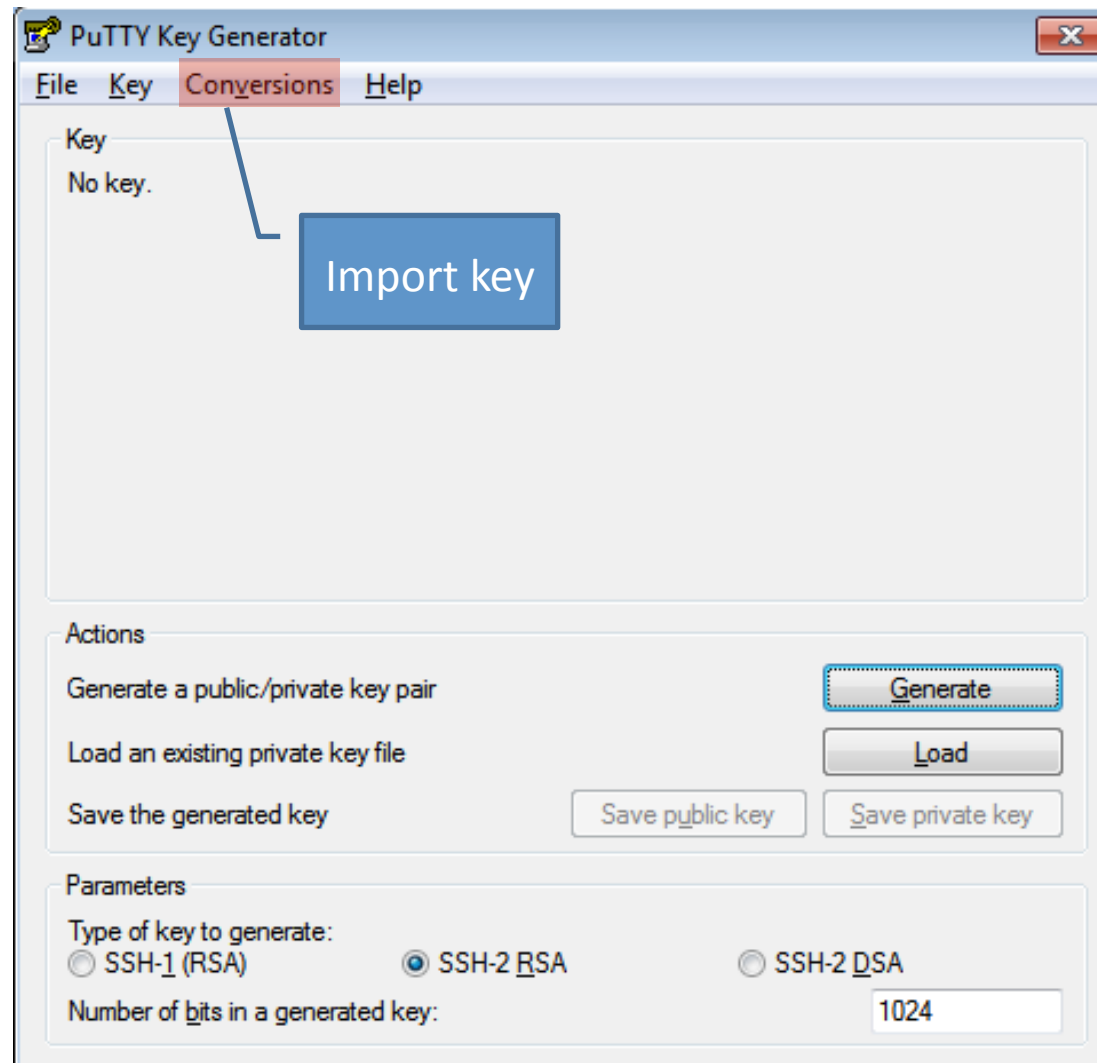 PuTTY Key Generator
File Key Conversions Help
Key
No key.
Import key
Actions
Generate a public/private key pair Generate
Load an existing private key file Load
Save the generated key Save public key Save private key
Parameters
Type of key to generate:
SSH-1 (RSA) SSH-2 RSA SSH-2 DSA
Number of bits in a generated key: 1024